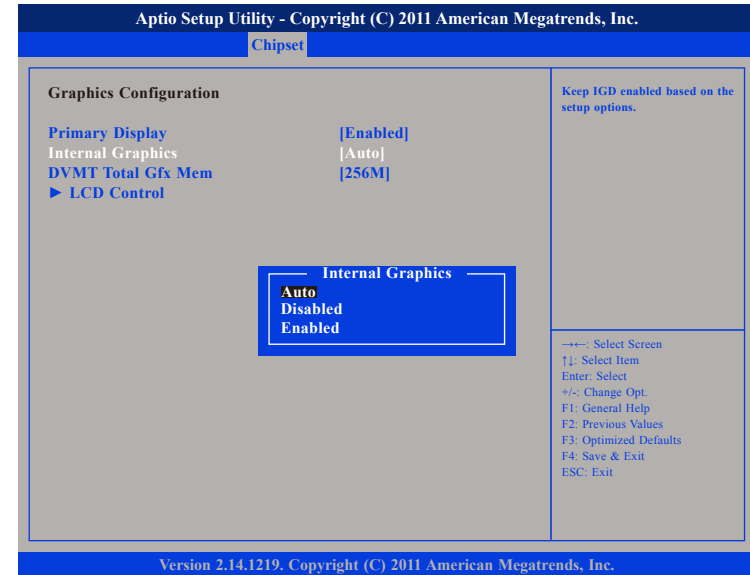 Aptio Setup Utility - Copyright (C) 2011 American Megatrends, Inc.
Chipset
Graphics Configuration
Primary Display [Enabled]
Internal Graphics [Auto]
DVMT Total Gfx Mem [256M]
► LCD Control
Internal Graphics
Auto
Disabled
Enabled
Keep IGD enabled based on the
setup options.
→←: Select Screen
↑↓: Select Item
Enter: Select
+/-: Change Opt.
F1: General Help
F2: Previous Values
F3: Optimized Defaults
F4: Save & Exit
ESC: Exit
Version 2.14.1219. Copyright (C) 2011 American Megatrends, Inc.